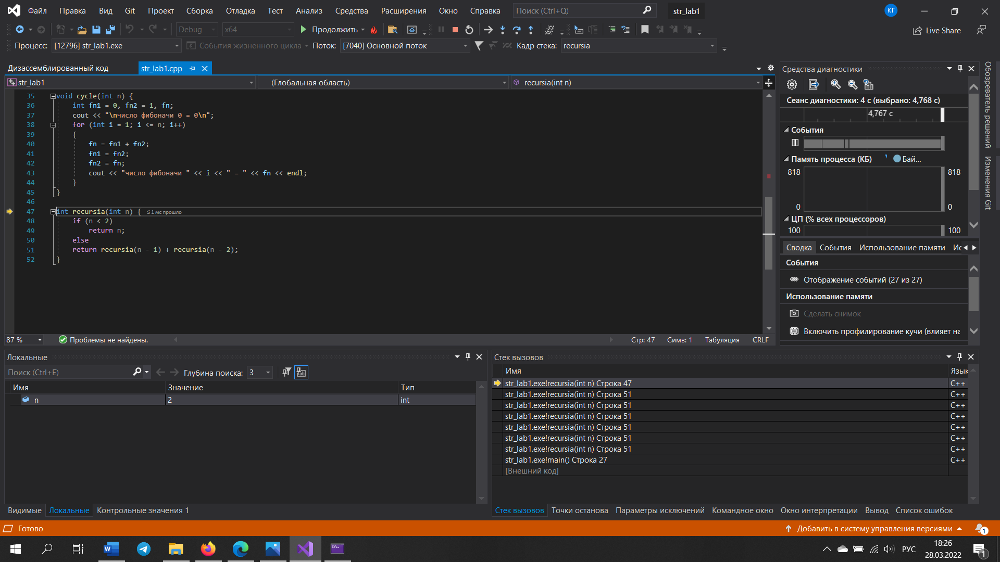 Файл Правка Вид Git Проект Сборка Отладка Тест Анализ Средства Расширения Окно Справка Поиск (Ctrl+Q) str_lab1 КГ
Debug x64 Продолжить Live Share
Процесс: [12796] str_lab1.exe События жизненного цикла Поток: [7040] Основной поток Кадр стека: recursia
Дизассемблированный код str_lab1.cpp
str_lab1 (Глобальная область) recursia(int n)
35 void cycle(int n) {
36 int fn1 = 0, fn2 = 1, fn;
37 cout << "\nчисло фибоначи 0 = 0\n";
38 for (int i = 1; i <= n; i++)
39 {
40 fn = fn1 + fn2;
41 fn1 = fn2;
42 fn2 = fn;
43 cout << "число фибоначи " << i << " = " << fn << endl;
44 }
45 }
46
47 int recursia(int n) { ≤ 1 мс прошло
48 if (n < 2)
49 return n;
50 else
51 return recursia(n - 1) + recursia(n - 2);
52 }
87 % Проблемы не найдены. Стр: 47 Симв: 1 Табуляция CRLF
Средства диагностики
Сеанс диагностики: 4 с (выбрано: 4,768 с)
4,767 с
События
Память процесса (КБ) Бай...
818 818
0 0
ЦП (% всех процессоров)
100 100
Сводка События Использование памяти Ис
События
Отображение событий (27 из 27)
Использование памяти
Сделать снимок
Включить профилирование кучи (влияет на
Обозреватель решений
Изменения Git
Локальные
Поиск (Ctrl+E) Глубина поиска: 3
Имя Значение Тип
n 2 int
Видимые Локальные Контрольные значения 1
Стек вызовов
Имя Язык
str_lab1.exe!recursia(int n) Строка 47 C++
str_lab1.exe!recursia(int n) Строка 51 C++
str_lab1.exe!recursia(int n) Строка 51 C++
str_lab1.exe!recursia(int n) Строка 51 C++
str_lab1.exe!recursia(int n) Строка 51 C++
str_lab1.exe!recursia(int n) Строка 51 C++
str_lab1.exe!recursia(int n) Строка 51 C++
str_lab1.exe!main() Строка 27 C++
[Внешний код]
Стек вызовов Точки останова Параметры исключений Командное окно Окно интерпретации Вывод Список ошибок
Готово Добавить в систему управления версиями 1
РУС 18:26
28.03.2022 1